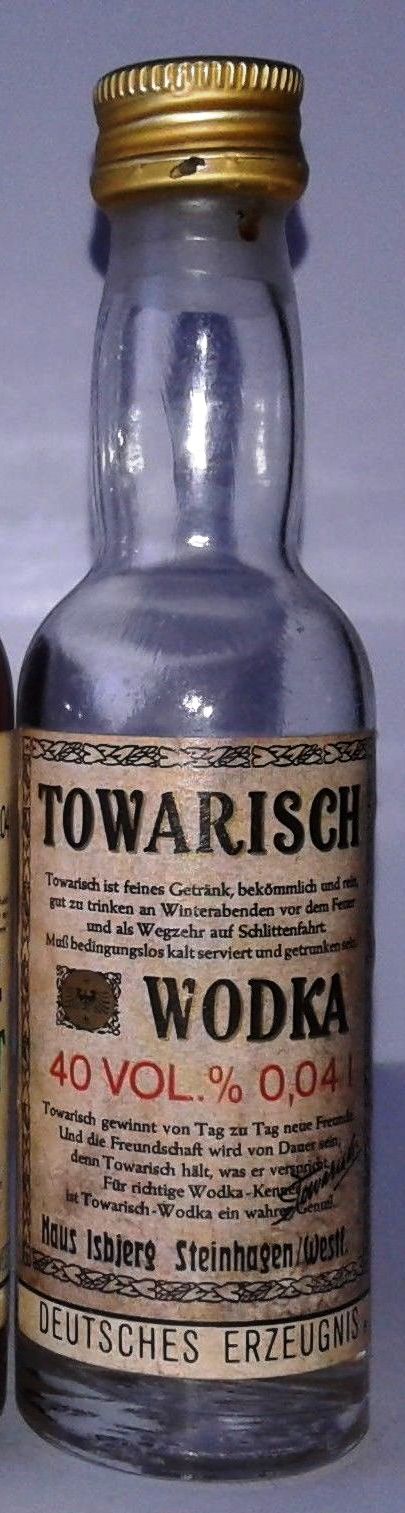 TOWARISCH
Towarisch ist feines Getränk, bekömmlich und rein,
gut zu trinken an Winterabenden vor dem Feuer
und als Wegzehr auf Schlittenfahrt
Muß bedingungslos kalt serviert und getrunken sein.
WODKA
40 VOL.% 0,04 l
Towarisch gewinnt von Tag zu Tag neue Freunde
Und die Freundschaft wird von Dauer sein,
denn Towarisch hält, was er verspricht.
Für richtige Wodka-Kenner
ist Towarisch-Wodka ein wahrer Genuß.
Towarisch
Haus Isbjerg Steinhagen/Westf.
DEUTSCHES ERZEUGNIS